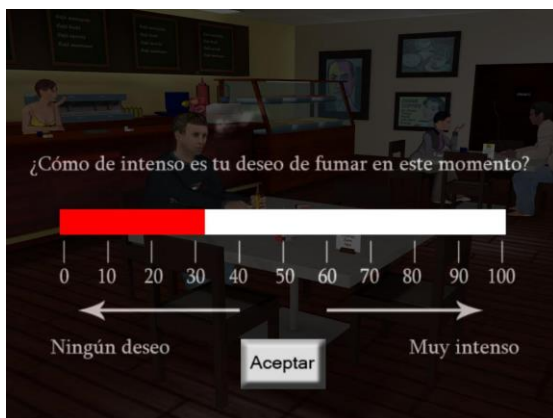 ¿Cómo de intenso es tu deseo de fumar en este momento?
0 10 20 30 40 50 60 70 80 90 100
Ningún deseo Muy intenso
Aceptar